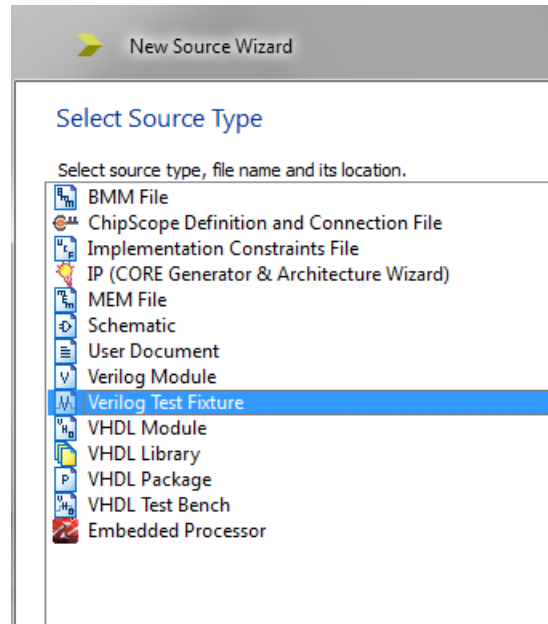 New Source Wizard
Select Source Type
Select source type, file name and its location.
BMM File
ChipScope Definition and Connection File
Implementation Constraints File
IP (CORE Generator & Architecture Wizard)
MEM File
Schematic
User Document
Verilog Module
Verilog Test Fixture
VHDL Module
VHDL Library
VHDL Package
VHDL Test Bench
Embedded Processor